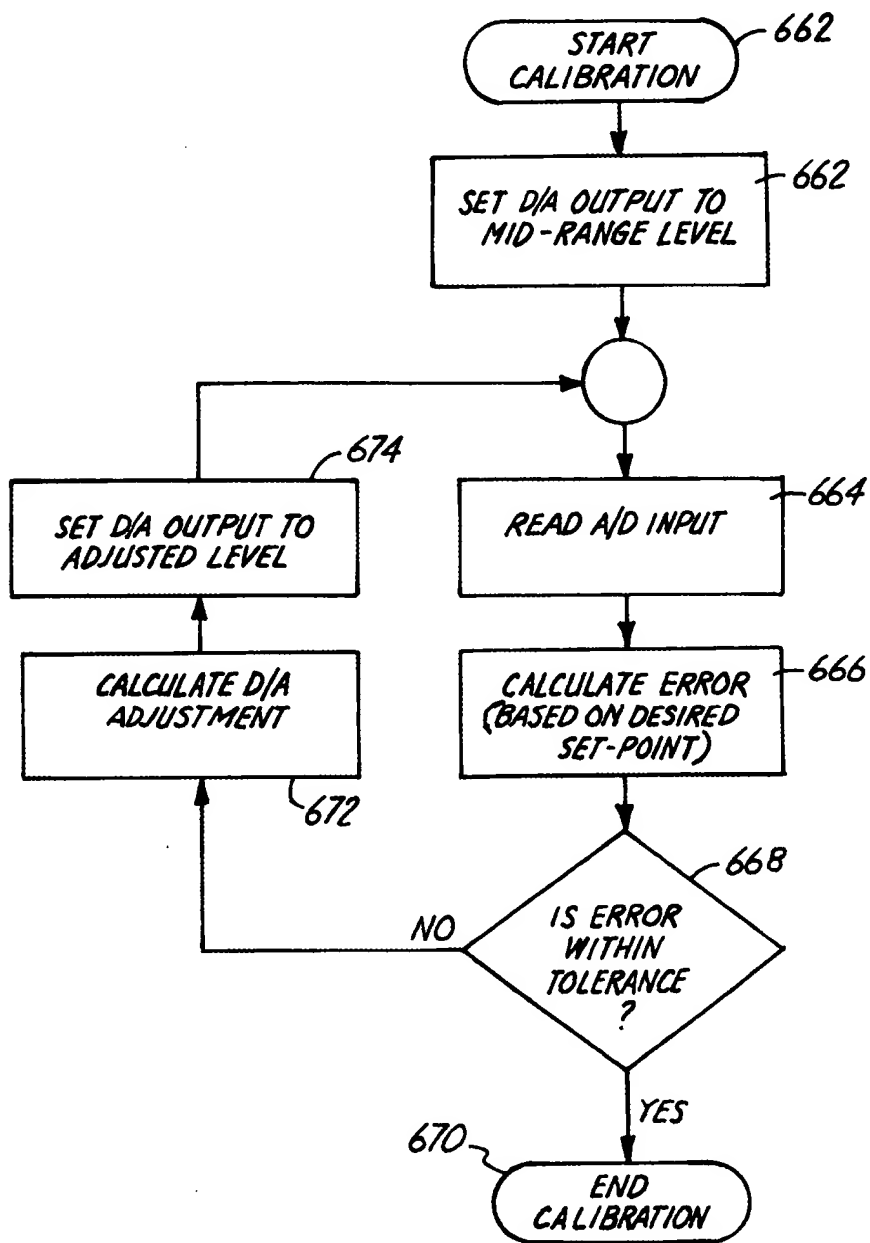 START
CALIBRATION
662
SET D/A OUTPUT TO
MID-RANGE LEVEL
662
674
SET D/A OUTPUT TO
ADJUSTED LEVEL
READ A/D INPUT
664
CALCULATE D/A
ADJUSTMENT
672
CALCULATE ERROR
(BASED ON DESIRED
SET-POINT)
666
668
IS ERROR
WITHIN
TOLERANCE
?
NO
YES
670
END
CALIBRATION